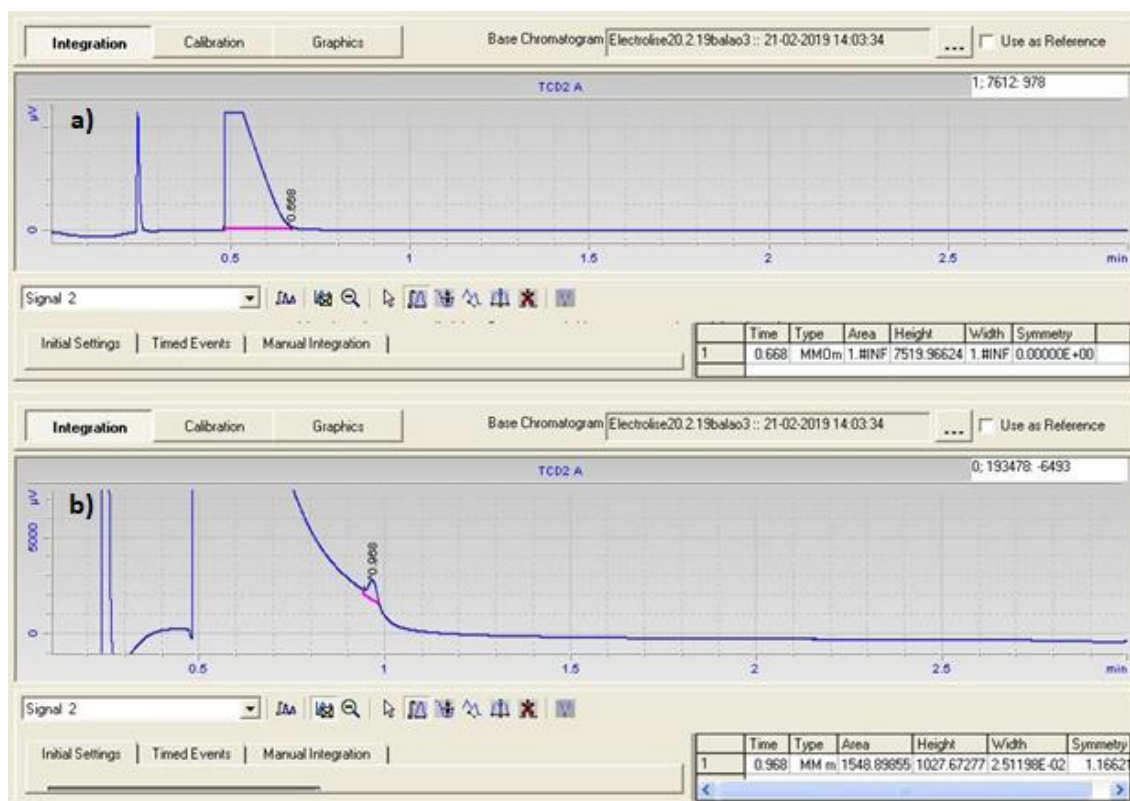 Integration Calibration Graphics Base Chromatogram Electrolise20.2.19balao3 :: 21-02-2019 14:03:34 ... Use as Reference
TCD2 A 1; 7612: 978
µV
a)
0.668
0
0.5 1 1.5 2 2.5 min
Signal 2
Initial Settings Timed Events Manual Integration
Time Type Area Height Width Symmetry
1 0.668 MM0m 1.#INF 7519.96624 1.#INF 0.00000E+00
Integration Calibration Graphics Base Chromatogram Electrolise20.2.19balao3 :: 21-02-2019 14:03:34 ... Use as Reference
TCD2 A 0; 193478: -6493
µV
b)
5000
0.968
0
0.5 1 1.5 2 2.5 min
Signal 2
Initial Settings Timed Events Manual Integration
Time Type Area Height Width Symmetry
1 0.968 MM m 1548.89855 1027.67277 2.51198E-02 1.16621